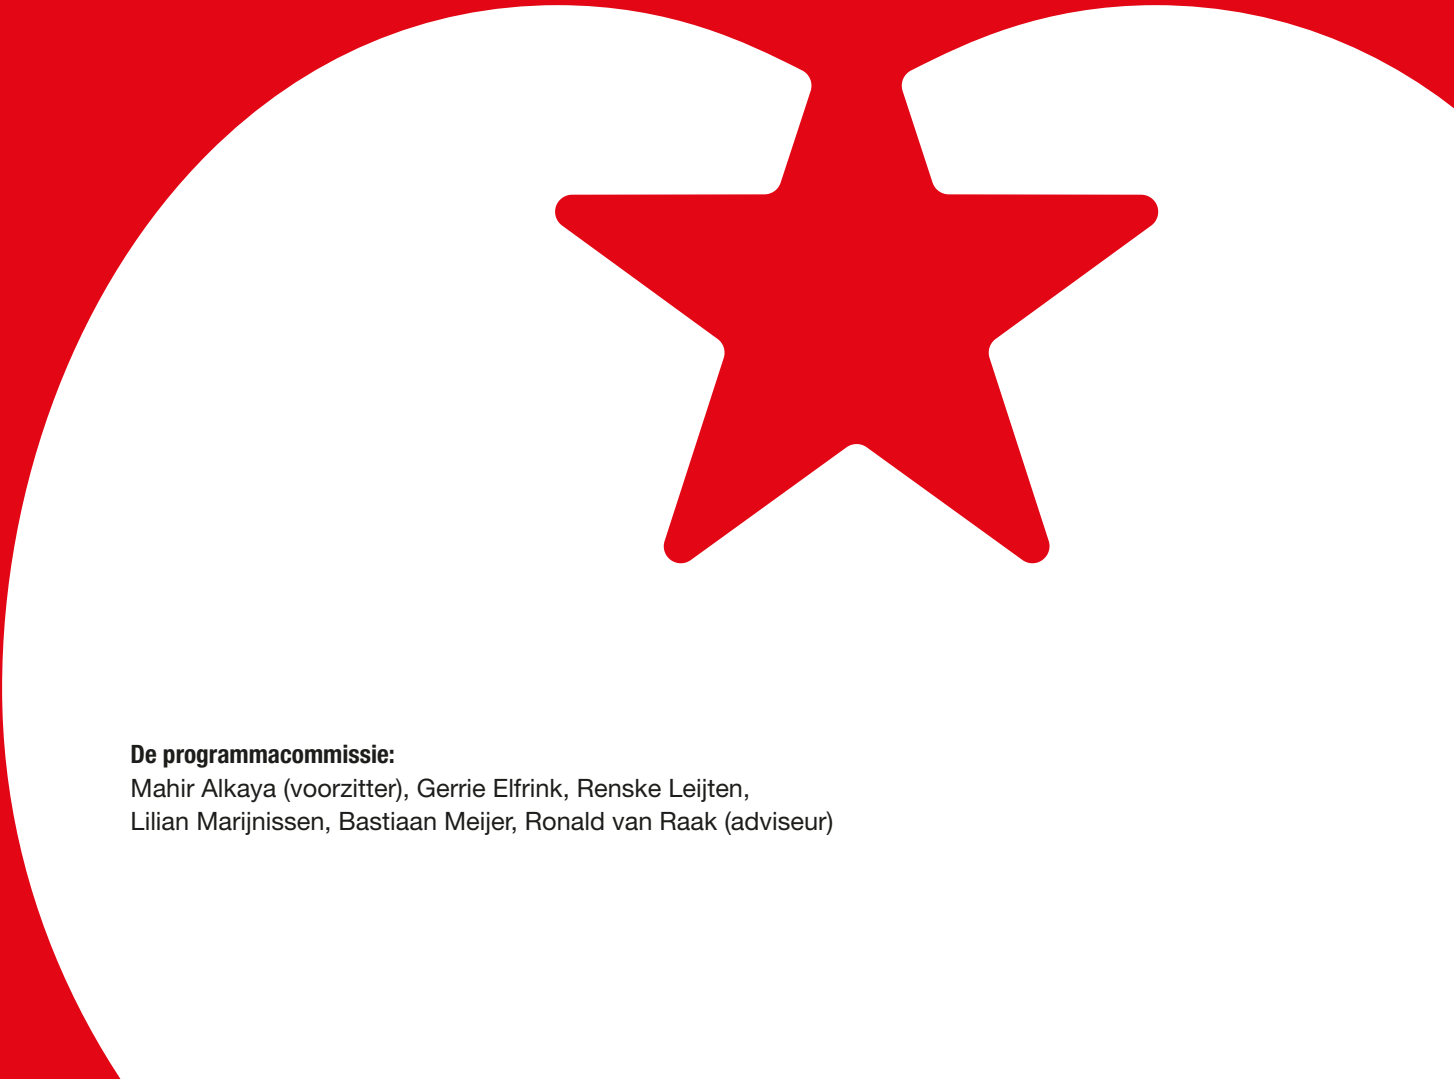 De programmacommissie:
Mahir Alkaya (voorzitter), Gerrie Elfrink, Renske Leijten,
Lilian Marijnissen, Bastiaan Meijer, Ronald van Raak (adviseur)